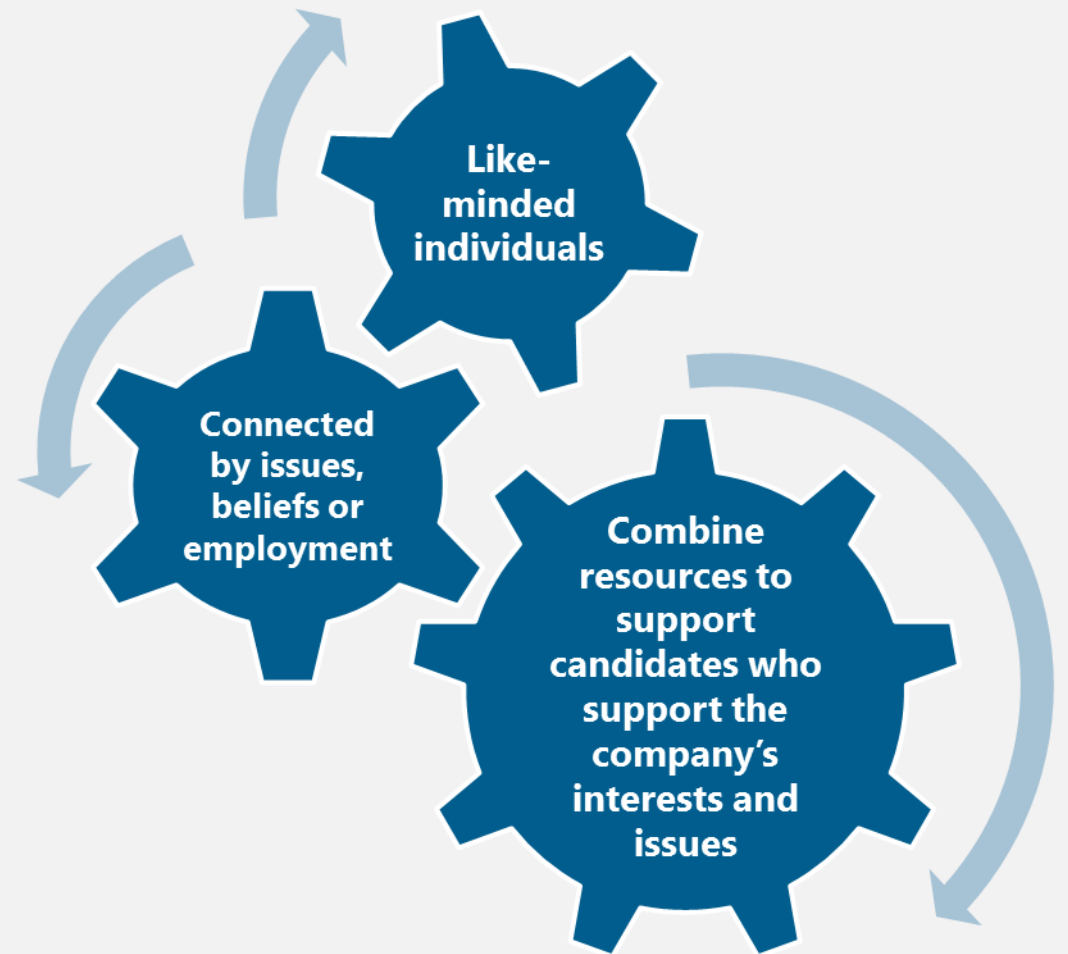 Like-
minded
individuals
Connected
by issues,
beliefs or
employment
Combine
resources to
support
candidates who
support the
company’s
interests and
issues